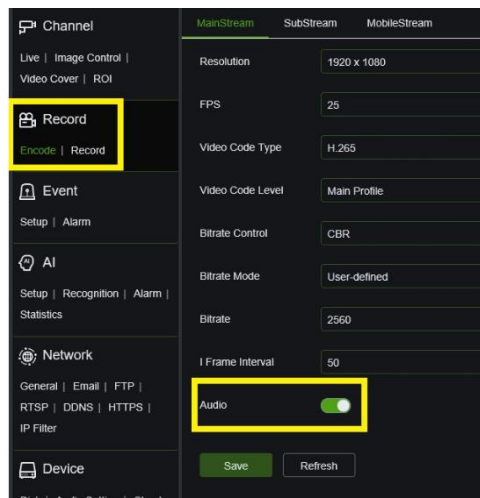 Channel
Live | Image Control |
Video Cover | ROI
Record
Encode | Record
Event
Setup | Alarm
AI
Setup | Recognition | Alarm |
Statistics
Network
General | Email | FTP |
RTSP | DDNS | HTTPS |
IP Filter
Device
MainStream SubStream MobileStream
Resolution 1920 x 1080
FPS 25
Video Code Type H.265
Video Code Level Main Profile
Bitrate Control CBR
Bitrate Mode User-defined
Bitrate 2560
I Frame Interval 50
Audio
Save Refresh